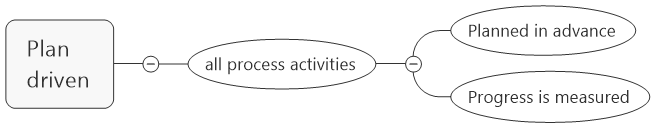 Plan
driven
all process activities
Planned in advance
Progress is measured